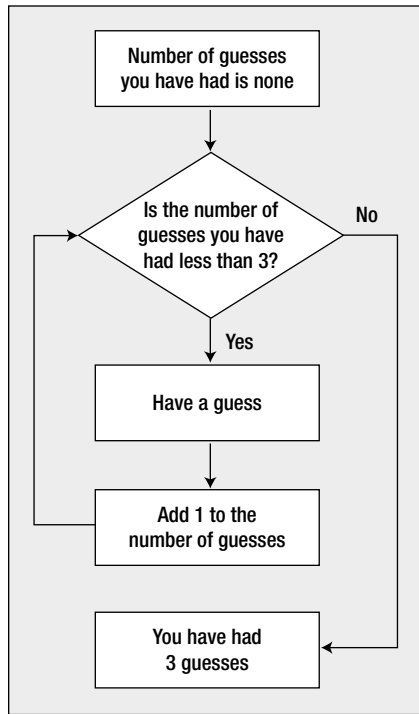 Number of guesses
you have had is none
Is the number of
guesses you have
had less than 3?
No
Yes
Have a guess
Add 1 to the
number of guesses
You have had
3 guesses